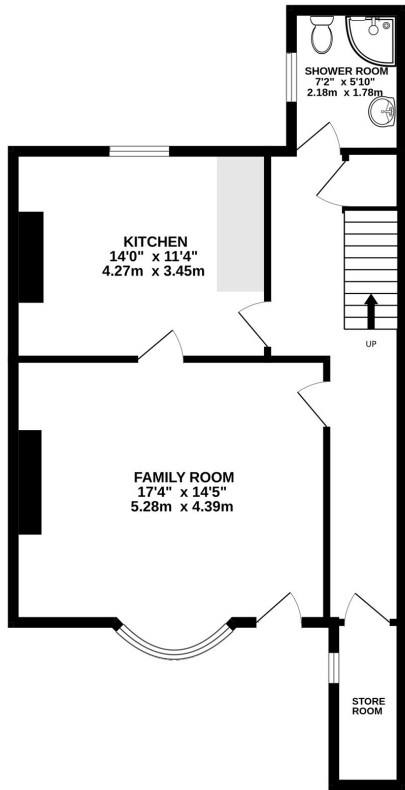 SHOWER ROOM
7'2" x 5'10"
2.18m x 1.78m
KITCHEN
14'0" x 11'4"
4.27m x 3.45m
UP
FAMILY ROOM
17'4" x 14'5"
5.28m x 4.39m
STORE
ROOM